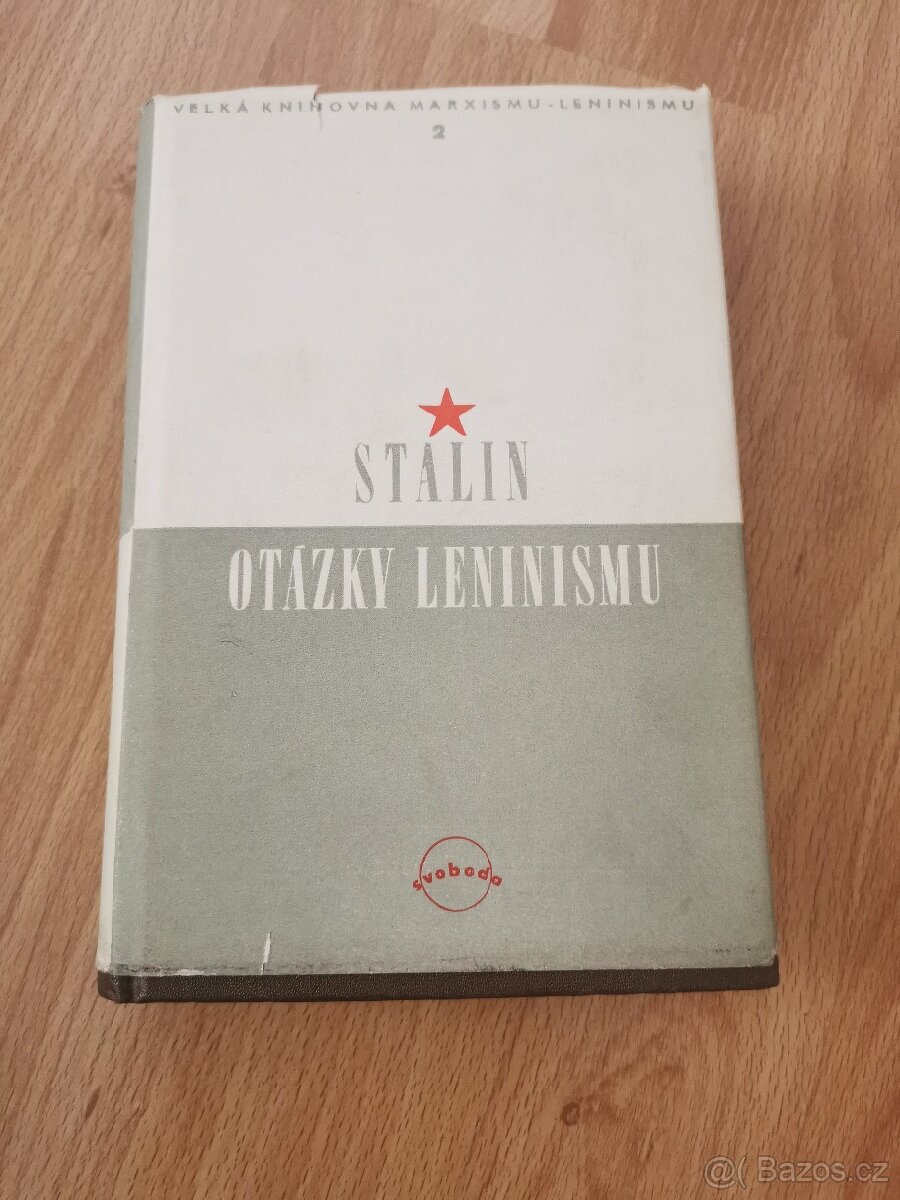 VELKÁ KNIHOVNA MARXISMU-LENINISMU
2
STALIN
OTÁZKY LENINISMU
svoboda
@( Bazos.cz